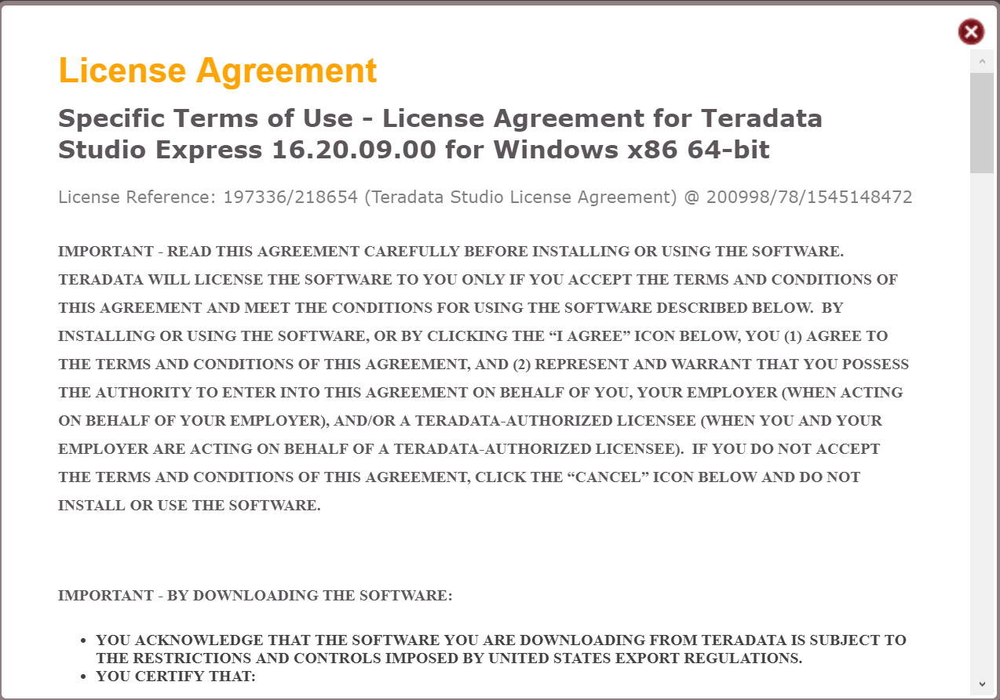 License Agreement
Specific Terms of Use - License Agreement for Teradata
Studio Express 16.20.09.00 for Windows x86 64-bit
License Reference: 197336/218654 (Teradata Studio License Agreement) @ 200998/78/1545148472
IMPORTANT - READ THIS AGREEMENT CAREFULLY BEFORE INSTALLING OR USING THE SOFTWARE.
TERADATA WILL LICENSE THE SOFTWARE TO YOU ONLY IF YOU ACCEPT THE TERMS AND CONDITIONS OF
THIS AGREEMENT AND MEET THE CONDITIONS FOR USING THE SOFTWARE DESCRIBED BELOW.  BY
INSTALLING OR USING THE SOFTWARE, OR BY CLICKING THE “I AGREE” ICON BELOW, YOU (1) AGREE TO
THE TERMS AND CONDITIONS OF THIS AGREEMENT, AND (2) REPRESENT AND WARRANT THAT YOU POSSESS
THE AUTHORITY TO ENTER INTO THIS AGREEMENT ON BEHALF OF YOU, YOUR EMPLOYER (WHEN ACTING
ON BEHALF OF YOUR EMPLOYER), AND/OR A TERADATA-AUTHORIZED LICENSEE (WHEN YOU AND YOUR
EMPLOYER ARE ACTING ON BEHALF OF A TERADATA-AUTHORIZED LICENSEE).  IF YOU DO NOT ACCEPT
THE TERMS AND CONDITIONS OF THIS AGREEMENT, CLICK THE “CANCEL” ICON BELOW AND DO NOT
INSTALL OR USE THE SOFTWARE.
IMPORTANT - BY DOWNLOADING THE SOFTWARE:
• YOU ACKNOWLEDGE THAT THE SOFTWARE YOU ARE DOWNLOADING FROM TERADATA IS SUBJECT TO
THE RESTRICTIONS AND CONTROLS IMPOSED BY UNITED STATES EXPORT REGULATIONS.
• YOU CERTIFY THAT: